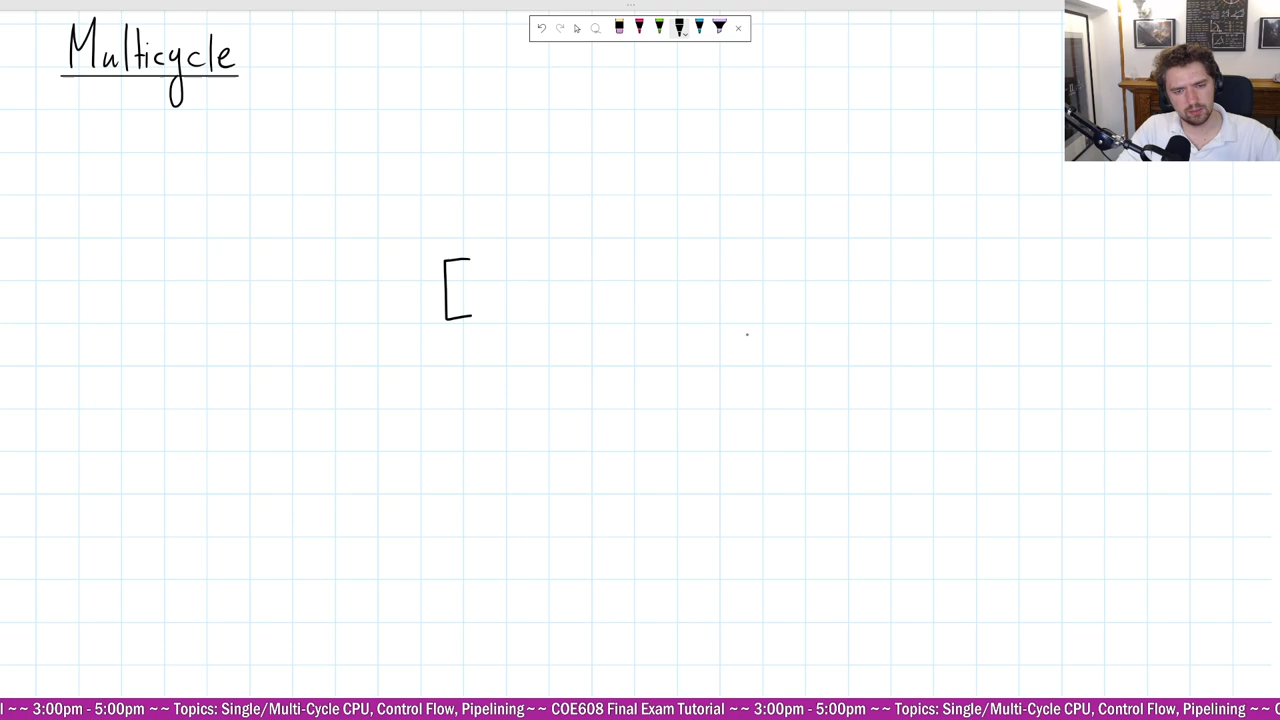 Multicycle
l ~~ 3:00pm - 5:00pm ~~ Topics: Single/Multi-Cycle CPU, Control Flow, Pipelining~~ COE608 Final Exam Tutorial ~~ 3:00pm - 5:00pm ~~ Topics: Single/Multi-Cycle CPU, Control Flow, Pipelining ~~ C